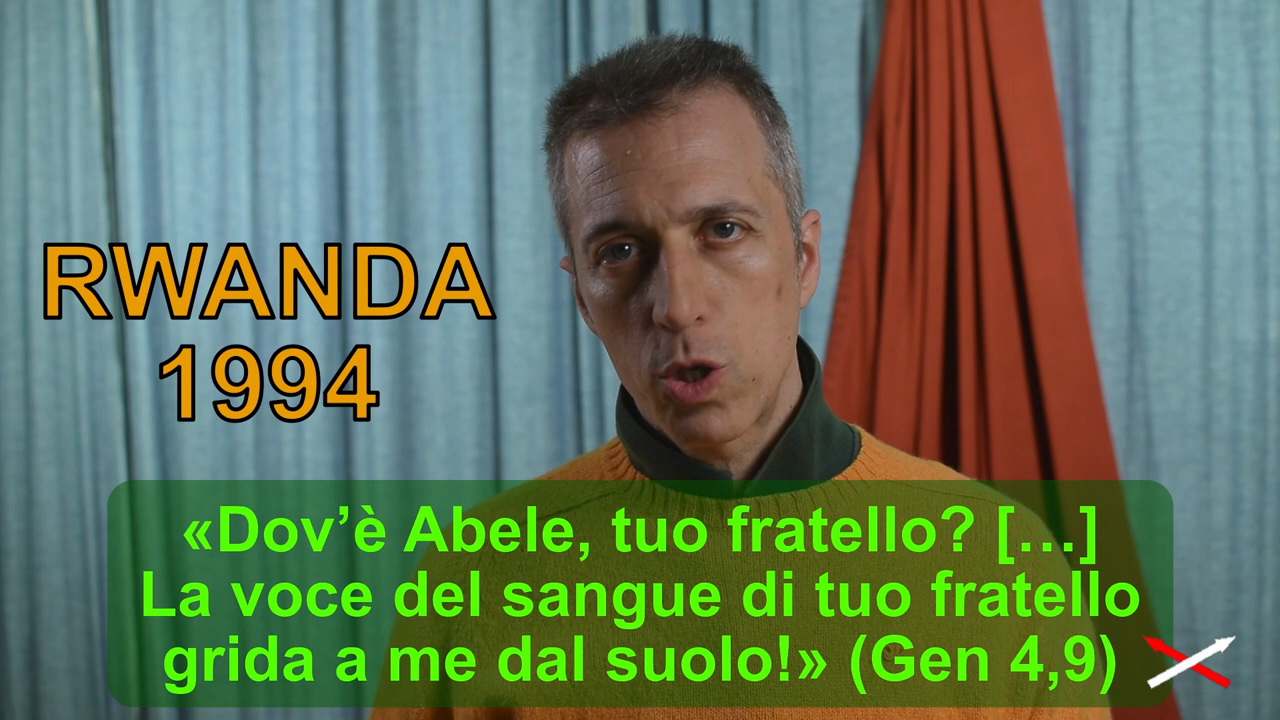 RWANDA
1994
«Dov’è Abele, tuo fratello? […]
La voce del sangue di tuo fratello
grida a me dal suolo!» (Gen 4,9)